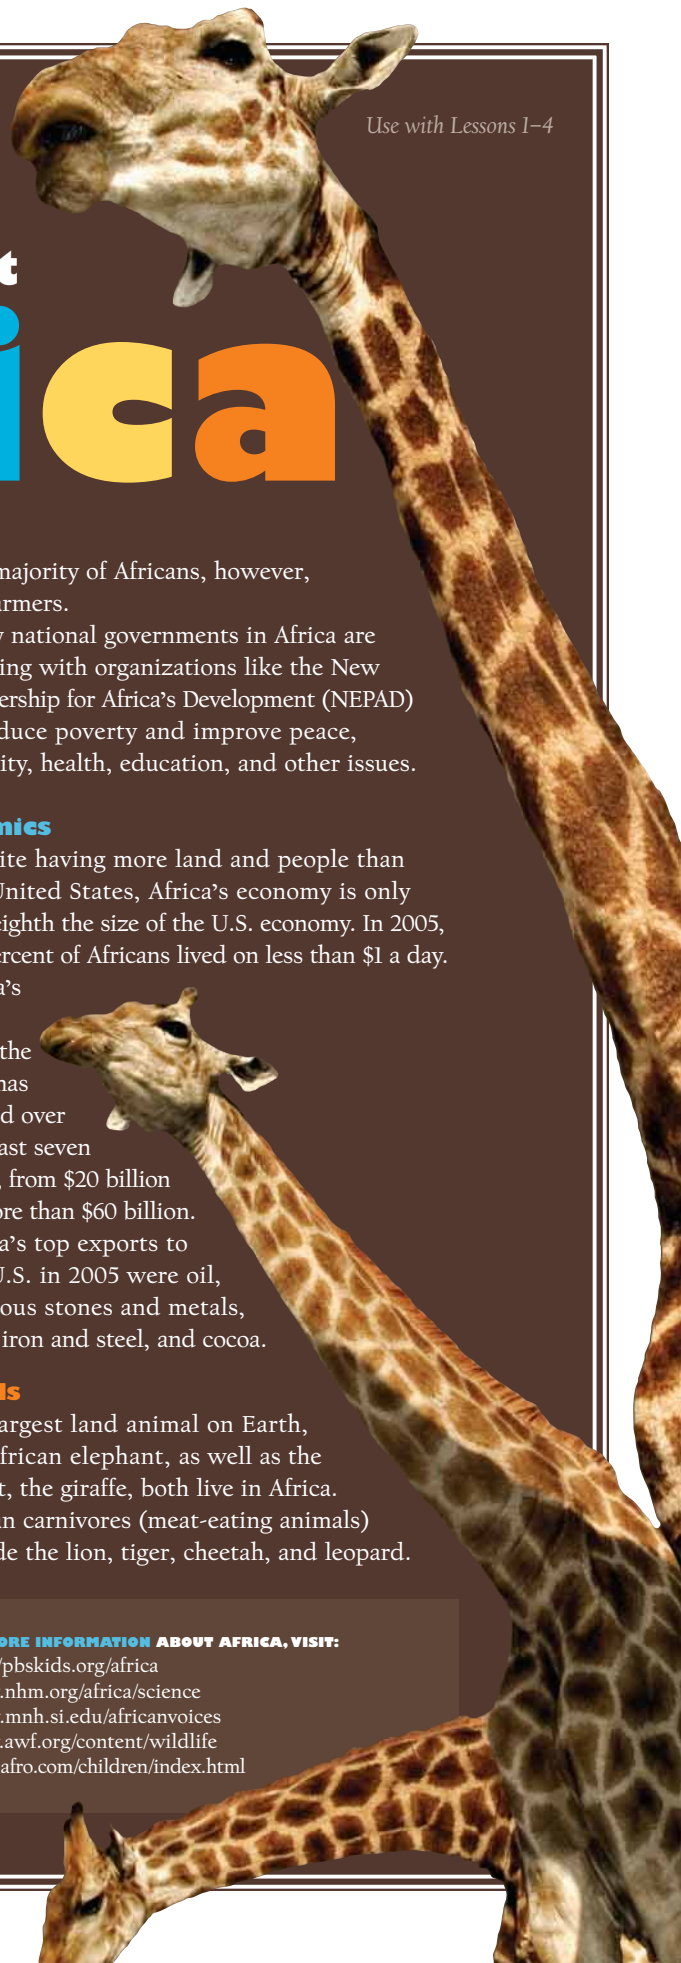 Use with Lessons 1–4
t
ica
majority of Africans, however,
rmers.
national governments in Africa are
ing with organizations like the New
ership for Africa's Development (NEPAD)
duce poverty and improve peace,
ity, health, education, and other issues.
mics
ite having more land and people than
United States, Africa's economy is only
eighth the size of the U.S. economy. In 2005,
ercent of Africans lived on less than $1 a day.
a's
the
has
d over
ast seven
, from $20 billion
ore than $60 billion.
a's top exports to
U.S. in 2005 were oil,
ous stones and metals,
iron and steel, and cocoa.
ls
argest land animal on Earth,
frican elephant, as well as the
t, the giraffe, both live in Africa.
an carnivores (meat-eating animals)
de the lion, tiger, cheetah, and leopard.
ORE INFORMATION ABOUT AFRICA, VISIT:
/pbskids.org/africa
.nhm.org/africa/science
.mnh.si.edu/africanvoices
.awf.org/content/wildlife
afro.com/children/index.html